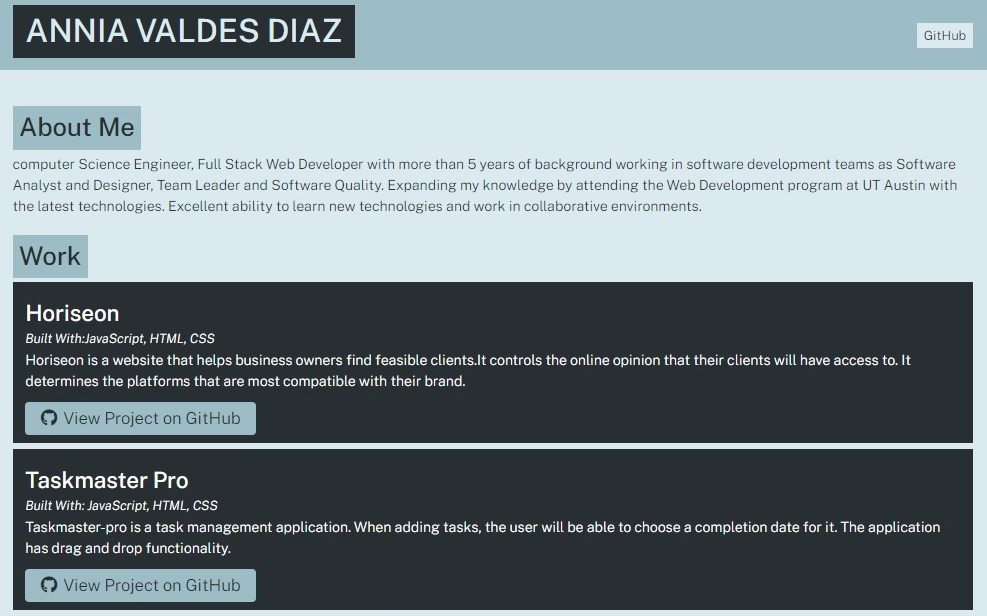 ANNIA VALDES DIAZ
GitHub
About Me
computer Science Engineer, Full Stack Web Developer with more than 5 years of background working in software development teams as Software
Analyst and Designer, Team Leader and Software Quality. Expanding my knowledge by attending the Web Development program at UT Austin with
the latest technologies. Excellent ability to learn new technologies and work in collaborative environments.
Work
Horiseon
Built With:JavaScript, HTML, CSS
Horiseon is a website that helps business owners find feasible clients.It controls the online opinion that their clients will have access to. It
determines the platforms that are most compatible with their brand.
View Project on GitHub
Taskmaster Pro
Built With: JavaScript, HTML, CSS
Taskmaster-pro is a task management application. When adding tasks, the user will be able to choose a completion date for it. The application
has drag and drop functionality.
View Project on GitHub